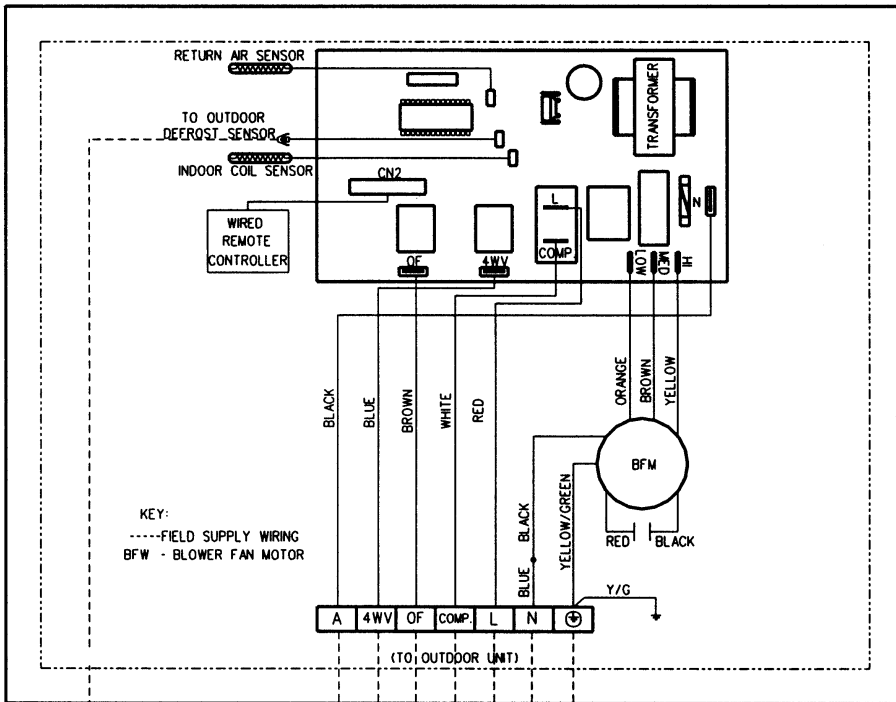 RETURN AIR SENSOR
TO OUTDOOR
DEFROST SENSOR
INDOOR COIL SENSOR
CN2
WIRED
REMOTE
CONTROLLER
TRANSFORMER
OF
4WV
L
COMP.
LOW
MED
HI
N
BLACK
BLUE
BROWN
WHITE
RED
ORANGE
BROWN
YELLOW
BFM
BLACK
BLUE
YELLOW/GREEN
RED
BLACK
KEY:
-----FIELD SUPPLY WIRING
BFW - BLOWER FAN MOTOR
Y/G
A 4WV OF COMP. L N
(TO OUTDOOR UNIT)